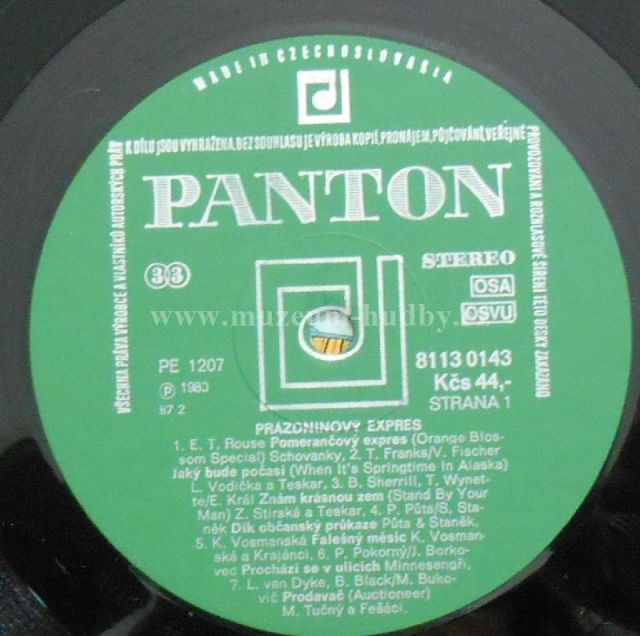 MADE IN CZECHOSLOVAKIA
VŠECHNA PRÁVA VÝROBCE A VLASTNÍKŮ AUTORSKÝCH PRÁV
K DÍLU JSOU VYHRAŽENA. BEZ SOUHLASU JE VÝROBA KOPIÍ, PRONÁJEM, PŮJČOVÁNÍ, VEŘEJNÉ
PROVOZOVÁNÍ A ROZHLASOVÉ ŠÍŘENÍ TÉTO DESKY ZAKÁZÁNO
PANTON
33
STEREO
OSA
OSVU
www.muzeum-hudby.
PE 1207
Ⓟ 1983
87 2
8113 0143
Kčs 44,-
STRANA 1
PRÁZDNINOVÝ EXPRES
1. E. T. Rouse Pomerančový expres (Orange Blos-
som Special) Schovanky, 2. T. Franks/V. Fischer
Jaký bude počasí (When It's Springtime In Alaska)
L. Vodička a Teskar, 3. B. Sherrill, T. Wynet-
te/E. Král Znám krásnou zem (Stand By Your
Man) Z. Stirská a Teskar, 4. P. Půta/S. Sta-
něk Dík občanský průkaze Půta & Staněk,
5. K. Vosmanská Falešný měsíc K. Vosman-
ská a Krajánci, 6. P. Pokorný/J. Borko-
vec Prochází se v ulicích Minnesengři,
7. L. van Dyke, B. Black/M. Buko-
vič Prodavač (Auctioneer)
M. Tučný a Fešáci.